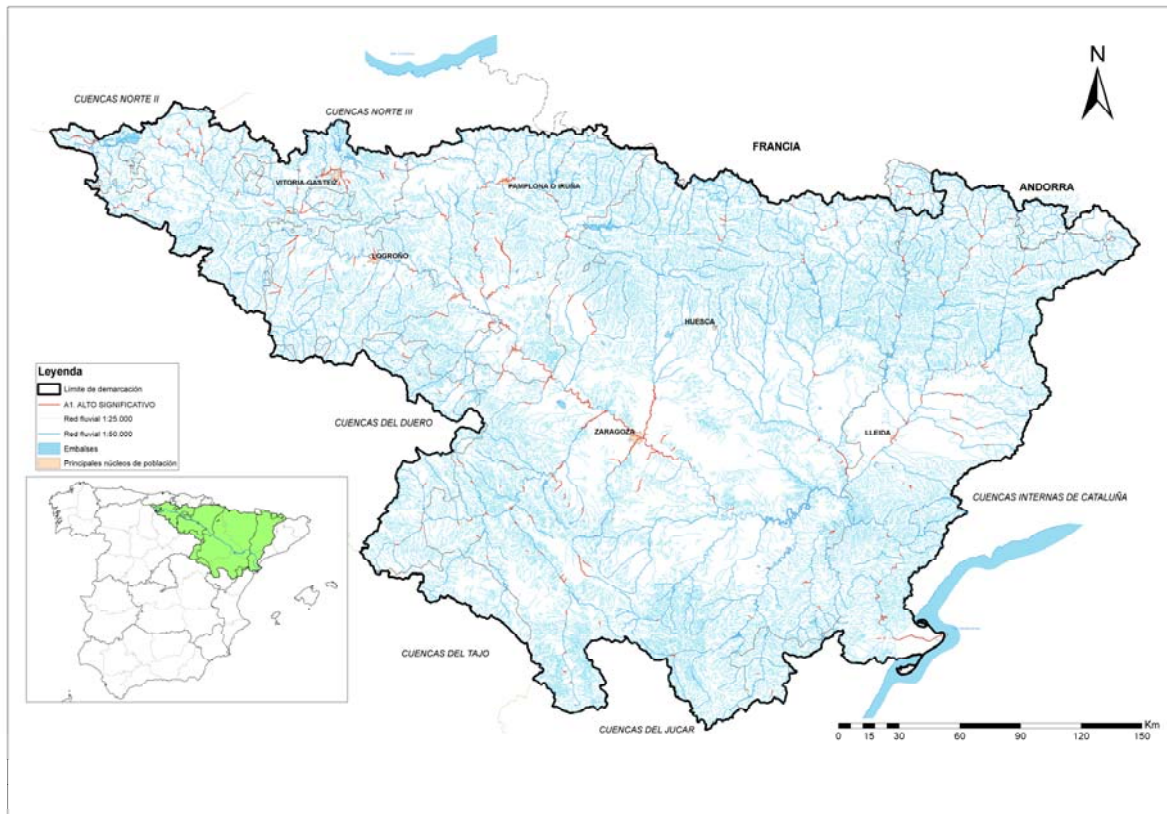 N
CUENCAS NORTE II
CUENCAS NORTE III
FRANCIA
ANDORRA
VITORIA-GASTEIZ
PAMPLONA O IRUÑA
LOGROÑO
HUESCA
Leyenda
Límite de demarcación
A1. ALTO SIGNIFICATIVO
Red fluvial 1:25.000
Red fluvial 1:50.000
Embalses
Principales núcleos de población
CUENCAS DEL DUERO
ZARAGOZA
LLEIDA
CUENCAS INTERNAS DE CATALUÑA
CUENCAS DEL TAJO
CUENCAS DEL JUCAR
Km
0 15 30 60 90 120 150